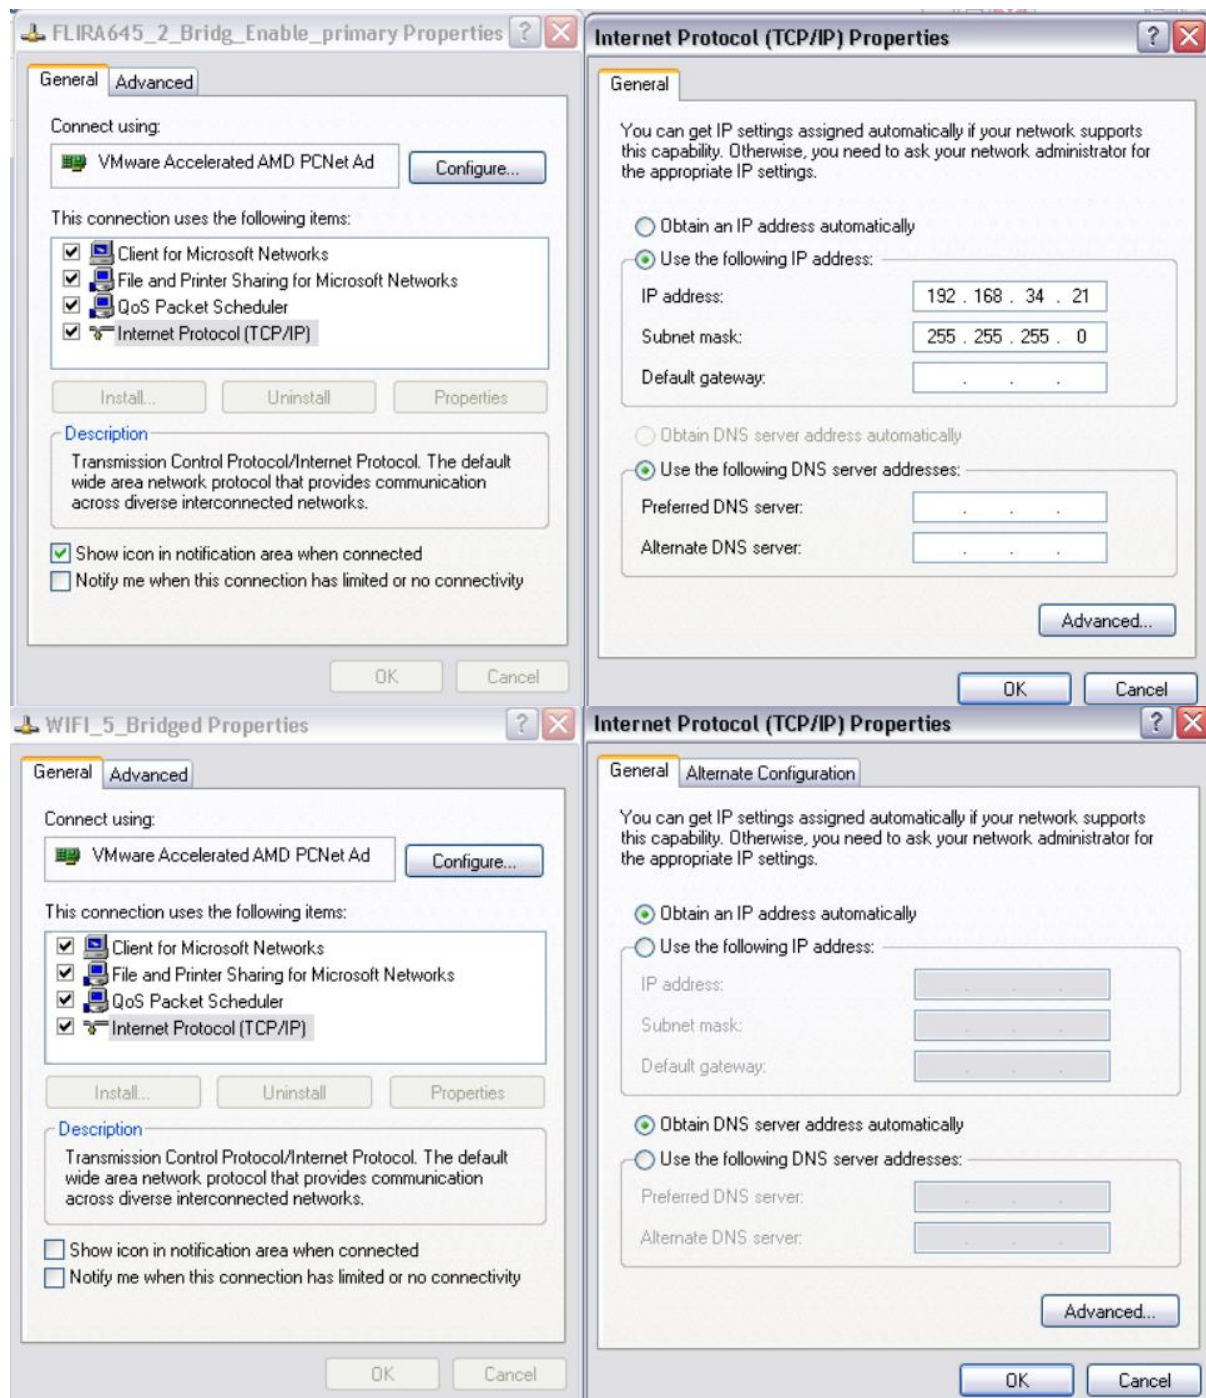 FLIRA645_2_Bridg_Enable_primary Properties
General Advanced
Connect using:
VMware Accelerated AMD PCNet Ad
Configure...
This connection uses the following items:
Client for Microsoft Networks
File and Printer Sharing for Microsoft Networks
QoS Packet Scheduler
Internet Protocol (TCP/IP)
Install... Uninstall Properties
Description
Transmission Control Protocol/Internet Protocol. The default
wide area network protocol that provides communication
across diverse interconnected networks.
Show icon in notification area when connected
Notify me when this connection has limited or no connectivity
OK Cancel
Internet Protocol (TCP/IP) Properties
General
You can get IP settings assigned automatically if your network supports
this capability. Otherwise, you need to ask your network administrator for
the appropriate IP settings.
Obtain an IP address automatically
Use the following IP address:
IP address: 192 . 168 . 34 . 21
Subnet mask: 255 . 255 . 255 . 0
Default gateway: . . .
Obtain DNS server address automatically
Use the following DNS server addresses:
Preferred DNS server: . . .
Alternate DNS server: . . .
Advanced...
OK Cancel
WIFI_5_Bridged Properties
General Advanced
Connect using:
VMware Accelerated AMD PCNet Ad
Configure...
This connection uses the following items:
Client for Microsoft Networks
File and Printer Sharing for Microsoft Networks
QoS Packet Scheduler
Internet Protocol (TCP/IP)
Install... Uninstall Properties
Description
Transmission Control Protocol/Internet Protocol. The default
wide area network protocol that provides communication
across diverse interconnected networks.
Show icon in notification area when connected
Notify me when this connection has limited or no connectivity
OK Cancel
Internet Protocol (TCP/IP) Properties
General Alternate Configuration
You can get IP settings assigned automatically if your network supports
this capability. Otherwise, you need to ask your network administrator for
the appropriate IP settings.
Obtain an IP address automatically
Use the following IP address:
IP address: . . .
Subnet mask: . . .
Default gateway: . . .
Obtain DNS server address automatically
Use the following DNS server addresses:
Preferred DNS server: . . .
Alternate DNS server: . . .
Advanced...
OK Cancel